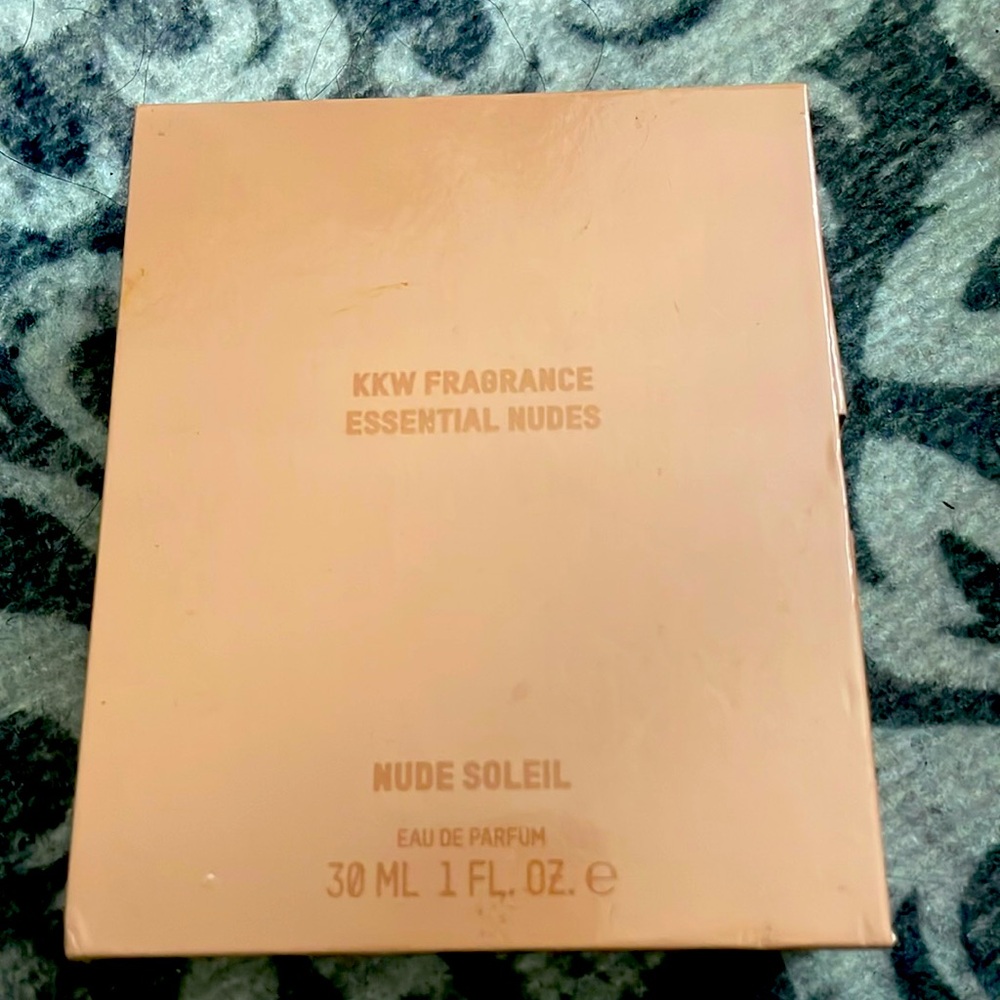 KKW FRAGRANCE
ESSENTIAL NUDES
NUDE SOLEIL
EAU DE PARFUM
30 ML 1 FL. OZ. ℮